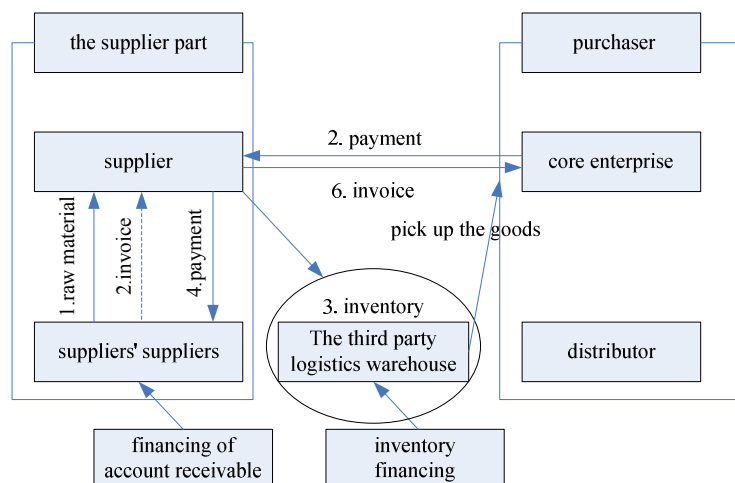 the supplier part
purchaser
2. payment
supplier
core enterprise
6. invoice
1.raw material
2.invoice
4.payment
pick up the goods
3. inventory
suppliers' suppliers
The third party
logistics warehouse
distributor
financing of
account receivable
inventory
financing